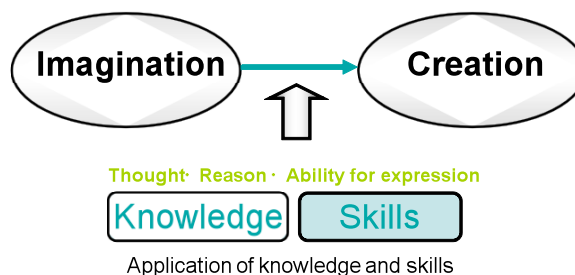 Imagination Creation
Thought· Reason · Ability for expression
Knowledge Skills
Application of knowledge and skills